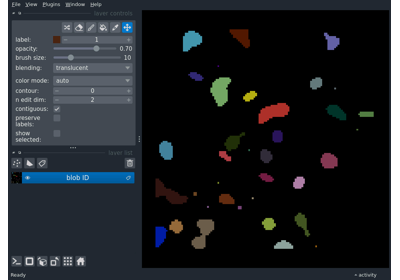 File View Plugins Window Help
layer controls
label: 1
opacity: 0.70
brush size: 10
blending: translucent
color mode: auto
contour: 0
n edit dim: 2
contiguous:
preserve
labels:
show
selected:
layer list
blob ID
Ready
activity